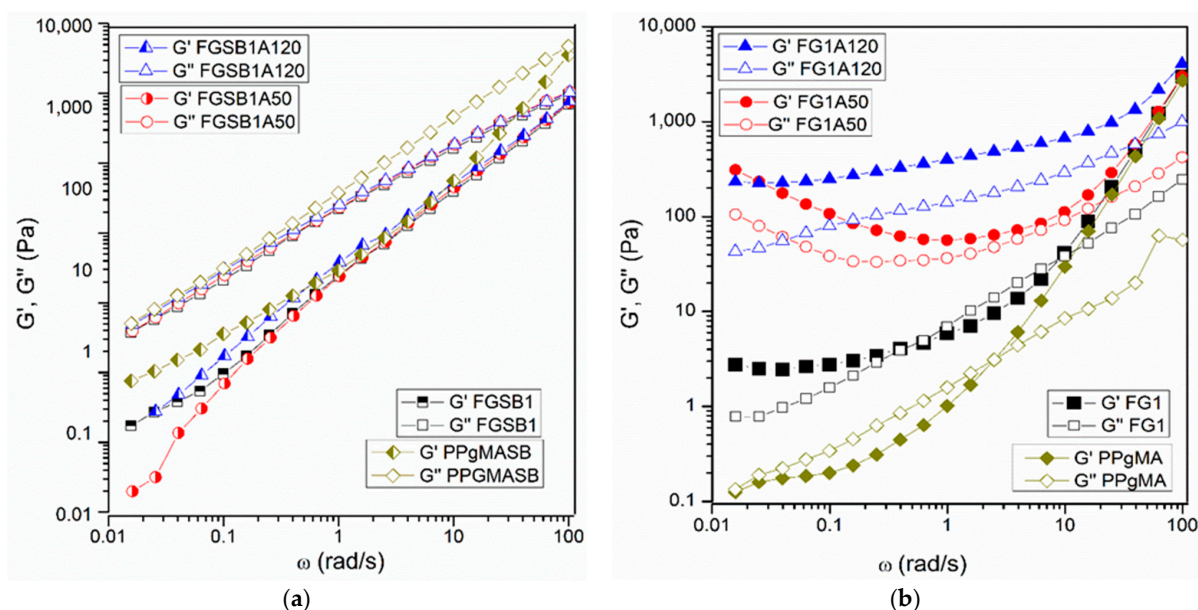 10,000
1,000
100
10
1
0.1
0.01
G', G'' (Pa)
G' FGSB1A120
G'' FGSB1A120
G' FGSB1A50
G'' FGSB1A50
G' FGSB1
G'' FGSB1
G' PPgMASB
G'' PPGMASB
0.01 0.1 1 10 100
ω (rad/s)
(a)
10,000
1,000
100
10
1
0.1
G', G'' (Pa)
G' FG1A120
G'' FG1A120
G' FG1A50
G'' FG1A50
G' FG1
G'' FG1
G' PPgMA
G'' PPgMA
0.01 0.1 1 10 100
ω (rad/s)
(b)